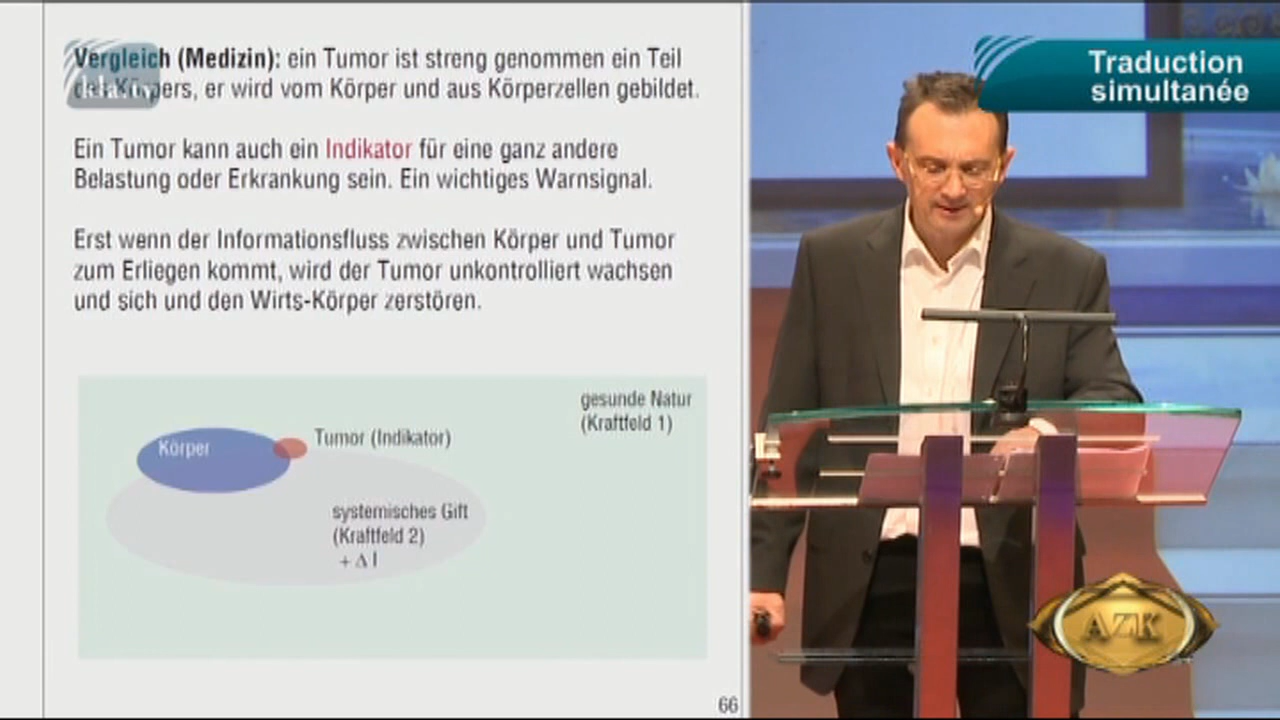 Vergleich (Medizin): ein Tumor ist streng genommen ein Teil
des Körpers, er wird vom Körper und aus Körperzellen gebildet.
kla.tv
Ein Tumor kann auch ein Indikator für eine ganz andere
Belastung oder Erkrankung sein. Ein wichtiges Warnsignal.
Erst wenn der Informationsfluss zwischen Körper und Tumor
zum Erliegen kommt, wird der Tumor unkontrolliert wachsen
und sich und den Wirts-Körper zerstören.
gesunde Natur
(Kraftfeld 1)
Körper
Tumor (Indikator)
systemisches Gift
(Kraftfeld 2)
+ Δ I
66
Traduction
simultanée
AZK